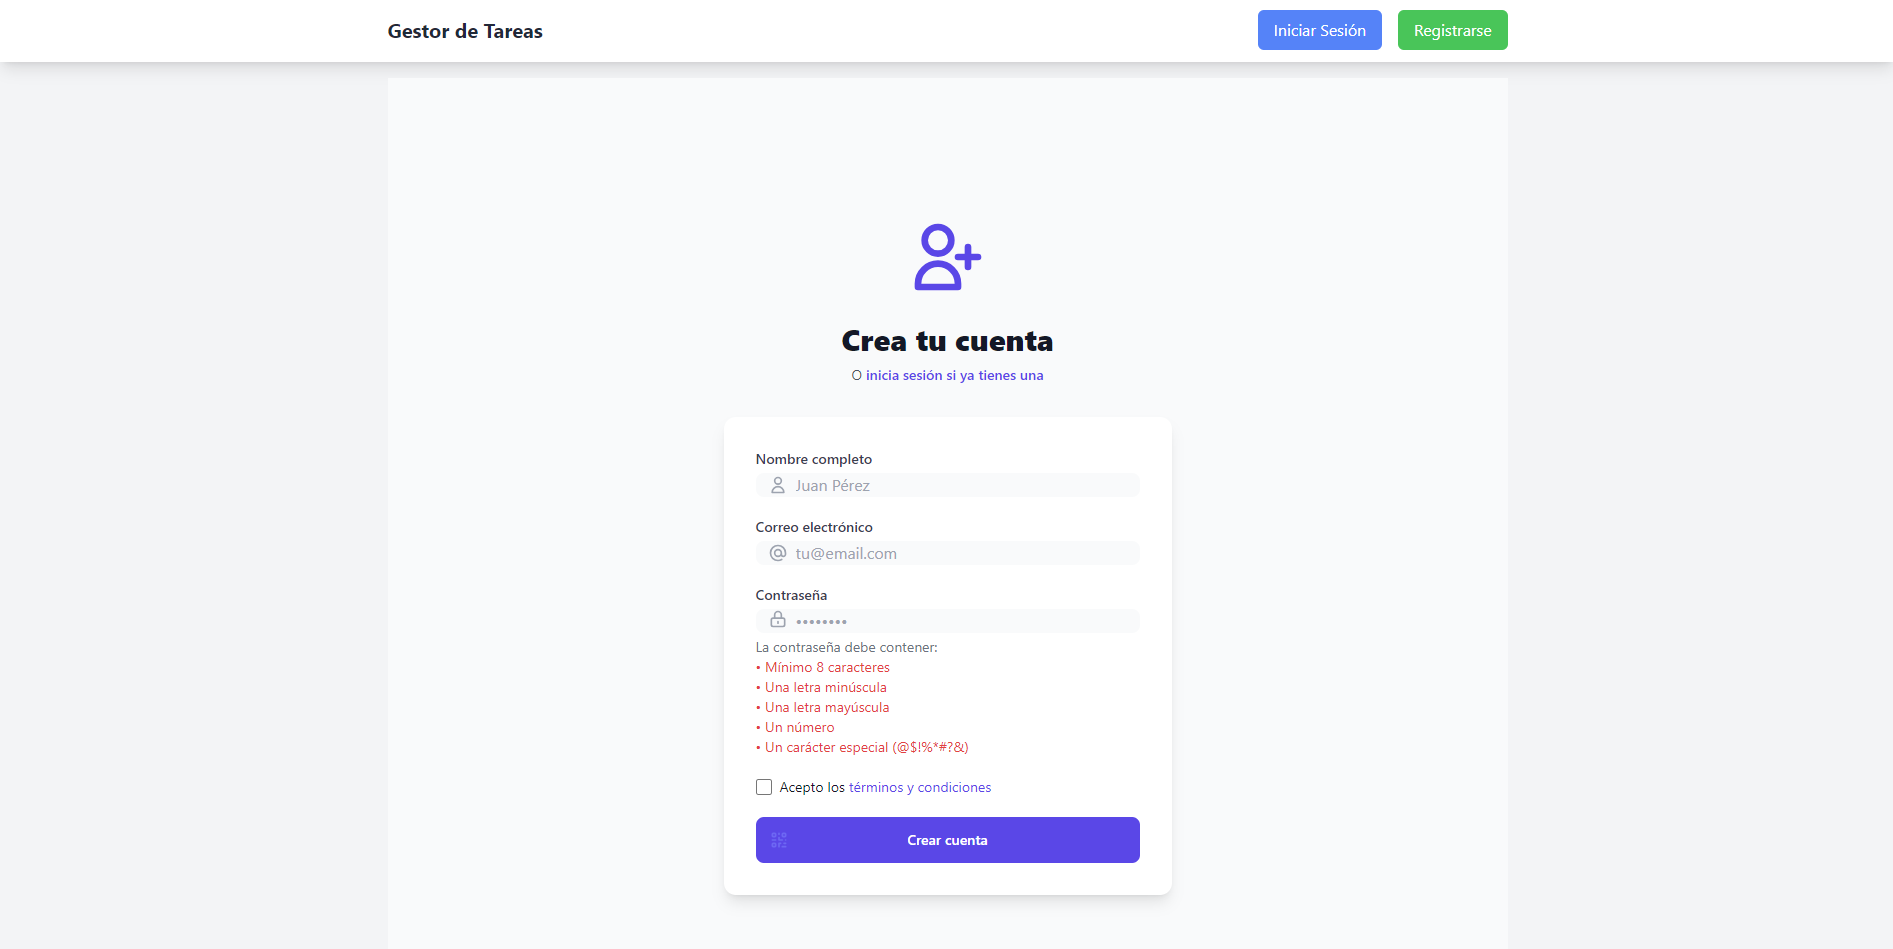 Gestor de Tareas
Iniciar Sesión
Registrarse
Crea tu cuenta
O inicia sesión si ya tienes una
Nombre completo
Juan Pérez
Correo electrónico
tu@email.com
Contraseña
••••••••
La contraseña debe contener:
• Mínimo 8 caracteres
• Una letra minúscula
• Una letra mayúscula
• Un número
• Un carácter especial (@$!%*#?&)
Acepto los términos y condiciones
Crear cuenta